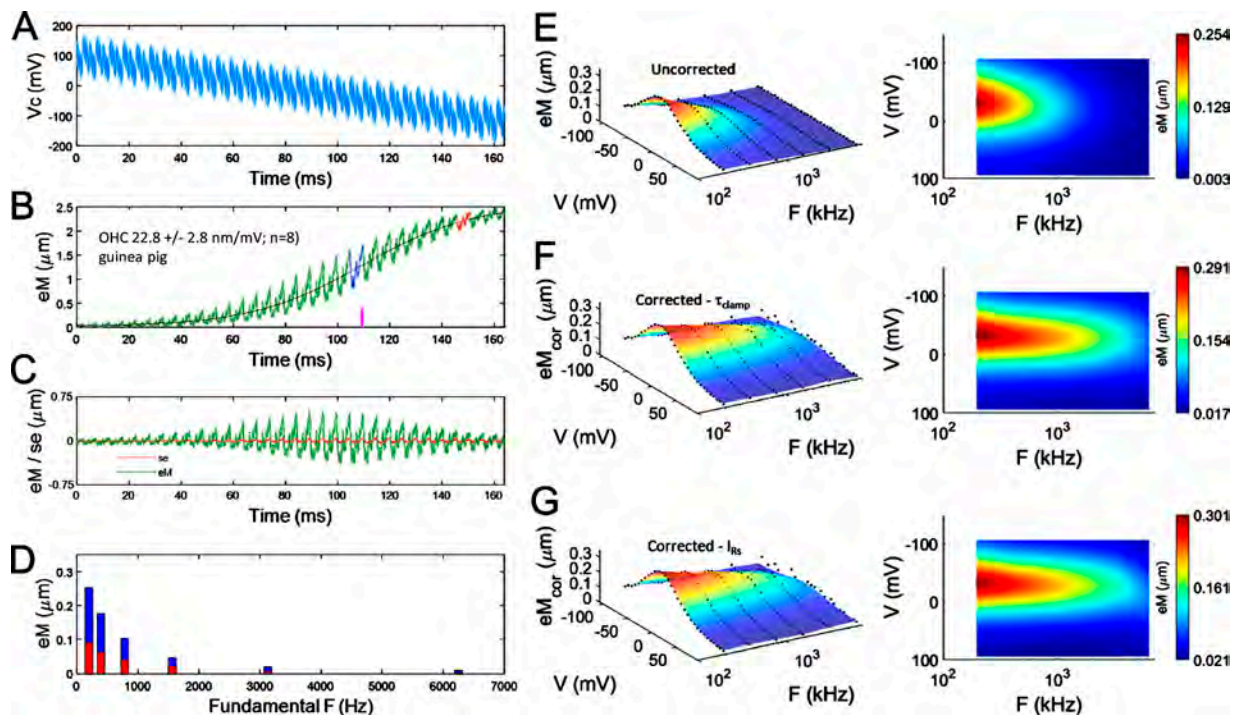 A
Vc (mV)
200
100
0
-100
-200
0 20 40 60 80 100 120 140 160
Time (ms)
B
eM (μm)
2.5
2
1.5
1
0.5
0
OHC 22.8 +/- 2.8 nm/mV; n=8)
guinea pig
0 20 40 60 80 100 120 140 160
Time (ms)
C
eM / se (μm)
0.75
0
-0.75
se
eM
0 20 40 60 80 100 120 140 160
Time (ms)
D
eM (μm)
0.3
0.2
0.1
0
0 1000 2000 3000 4000 5000 6000 7000
Fundamental F (Hz)
E
Uncorrected
eM (μm)
0.3
0.2
0.1
0
-100
-50
0
50
V (mV)
10² 10³
F (kHz)
V (mV)
-100
0
100
10² 10³
F (kHz)
0.254
0.129
0.003
eM (μm)
F
Corrected - τclamp
eMcor (μm)
0.3
0.2
0.1
0
-100
-50
0
50
V (mV)
10² 10³
F (kHz)
V (mV)
-100
0
100
10² 10³
F (kHz)
0.291
0.154
0.017
eM (μm)
G
Corrected - IRs
eMcor (μm)
0.3
0.2
0.1
0
-100
-50
0
50
V (mV)
10² 10³
F (kHz)
V (mV)
-100
0
100
10² 10³
F (kHz)
0.301
0.161
0.021
eM (μm)